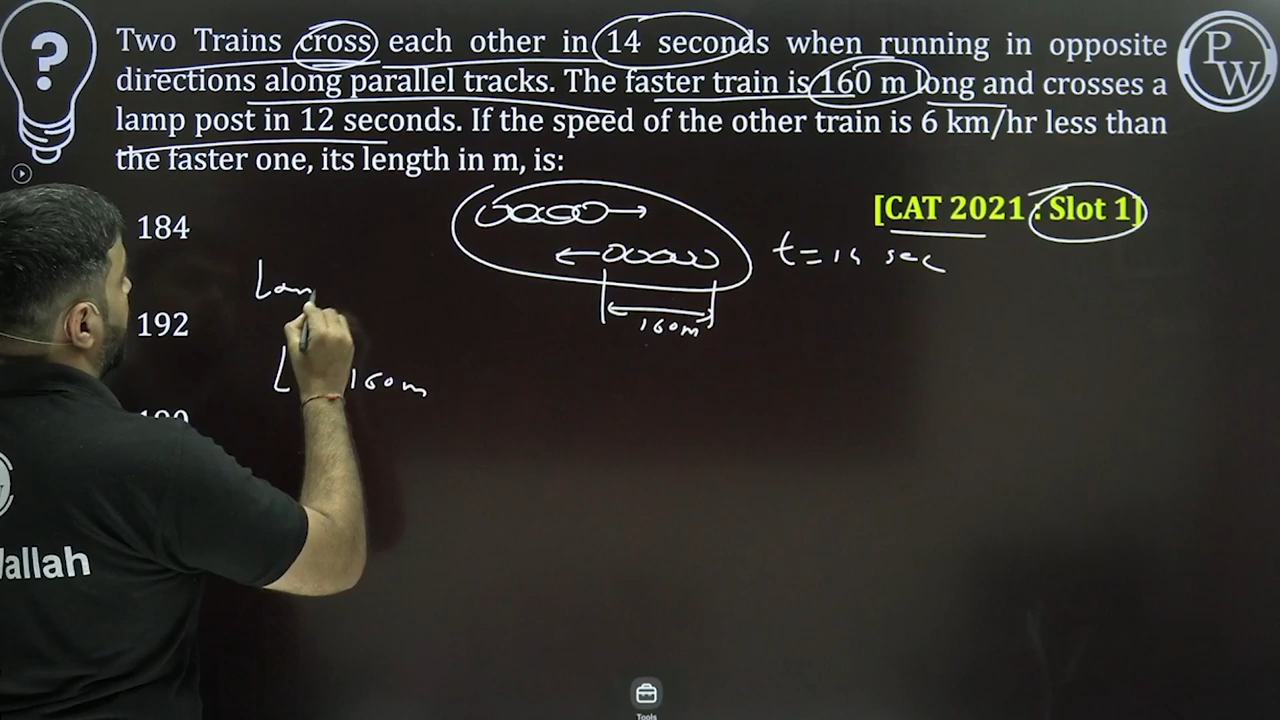 Two Trains cross each other in 14 seconds when running in opposite
directions along parallel tracks. The faster train is 160 m long and crosses a
lamp post in 12 seconds. If the speed of the other train is 6 km/hr less than
the faster one, its length in m, is:
[CAT 2021 : Slot 1]
184
192
t = 14 sec
160m
Lam
L 160m
P
W
Wallah
Tools